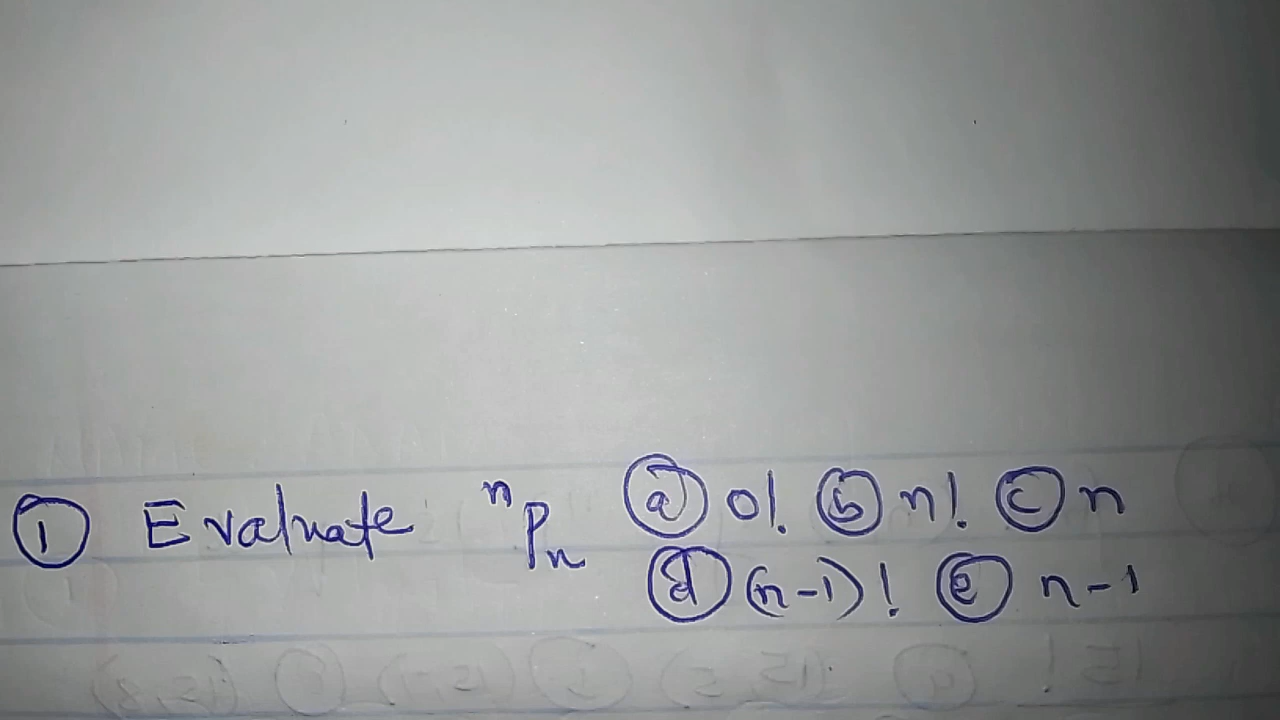 ① Evaluate ⁿPₙ ⓐ 0! ⓑ n! ⓒ n
ⓓ (n-1)! ⓔ n-1